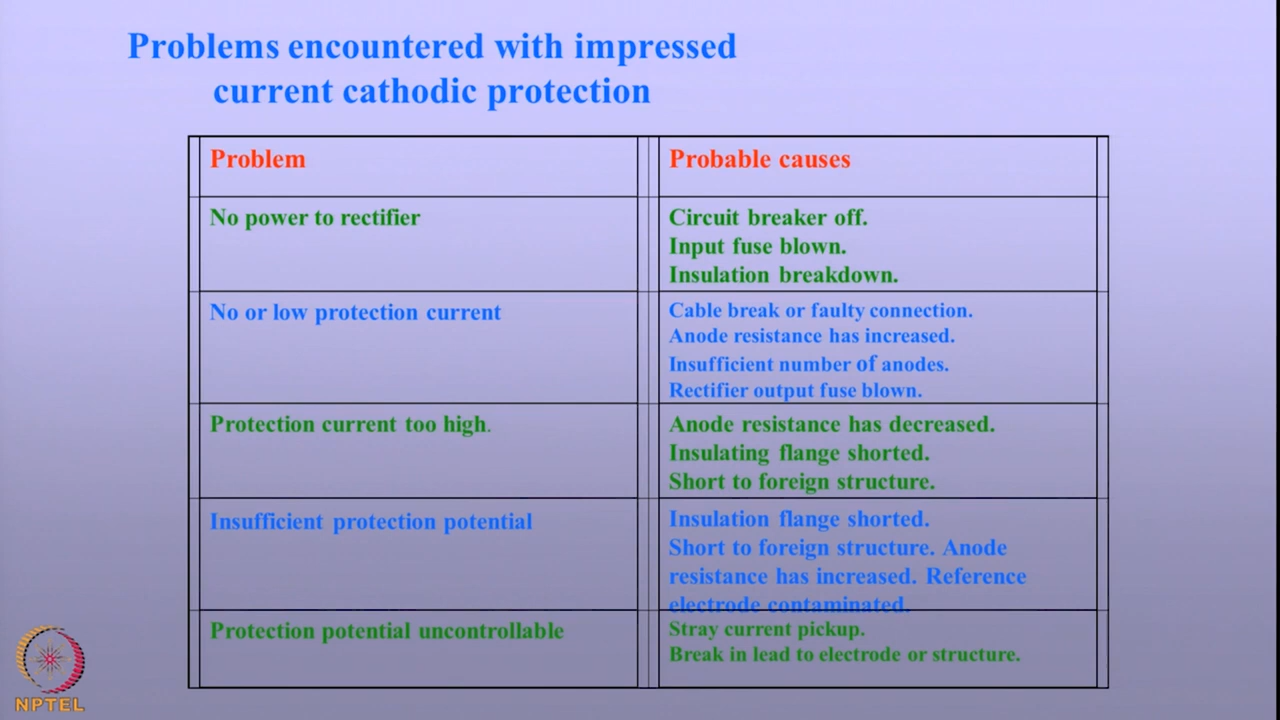 Problems encountered with impressed
current cathodic protection
Problem
Probable causes
No power to rectifier
Circuit breaker off.
Input fuse blown.
Insulation breakdown.
No or low protection current
Cable break or faulty connection.
Anode resistance has increased.
Insufficient number of anodes.
Rectifier output fuse blown.
Protection current too high.
Anode resistance has decreased.
Insulating flange shorted.
Short to foreign structure.
Insufficient protection potential
Insulation flange shorted.
Short to foreign structure. Anode
resistance has increased. Reference
electrode contaminated.
Protection potential uncontrollable
Stray current pickup.
Break in lead to electrode or structure.
NPTEL